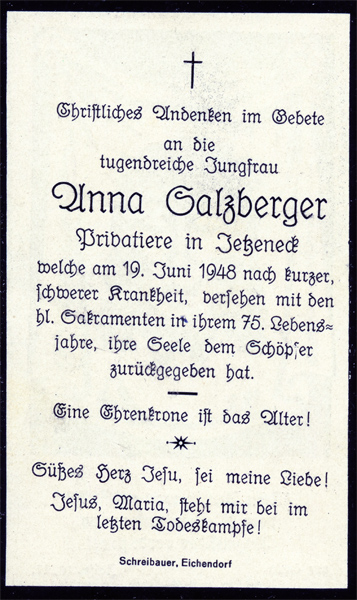 Christliches Andenken im Gebete
an die
tugendreiche Jungfrau
Anna Salzberger
Privatiere in Jetzeneck
welche am 19. Juni 1948 nach kurzer,
schwerer Krankheit, versehen mit den
hl. Sakramenten in ihrem 75. Lebens=
jahre, ihre Seele dem Schöpfer
zurückgegeben hat.
Eine Ehrenkrone ist das Alter!
Süßes Herz Jesu, sei meine Liebe!
Jesus, Maria, steht mir bei im
letzten Todeskampfe!
Schreibauer, Eichendorf